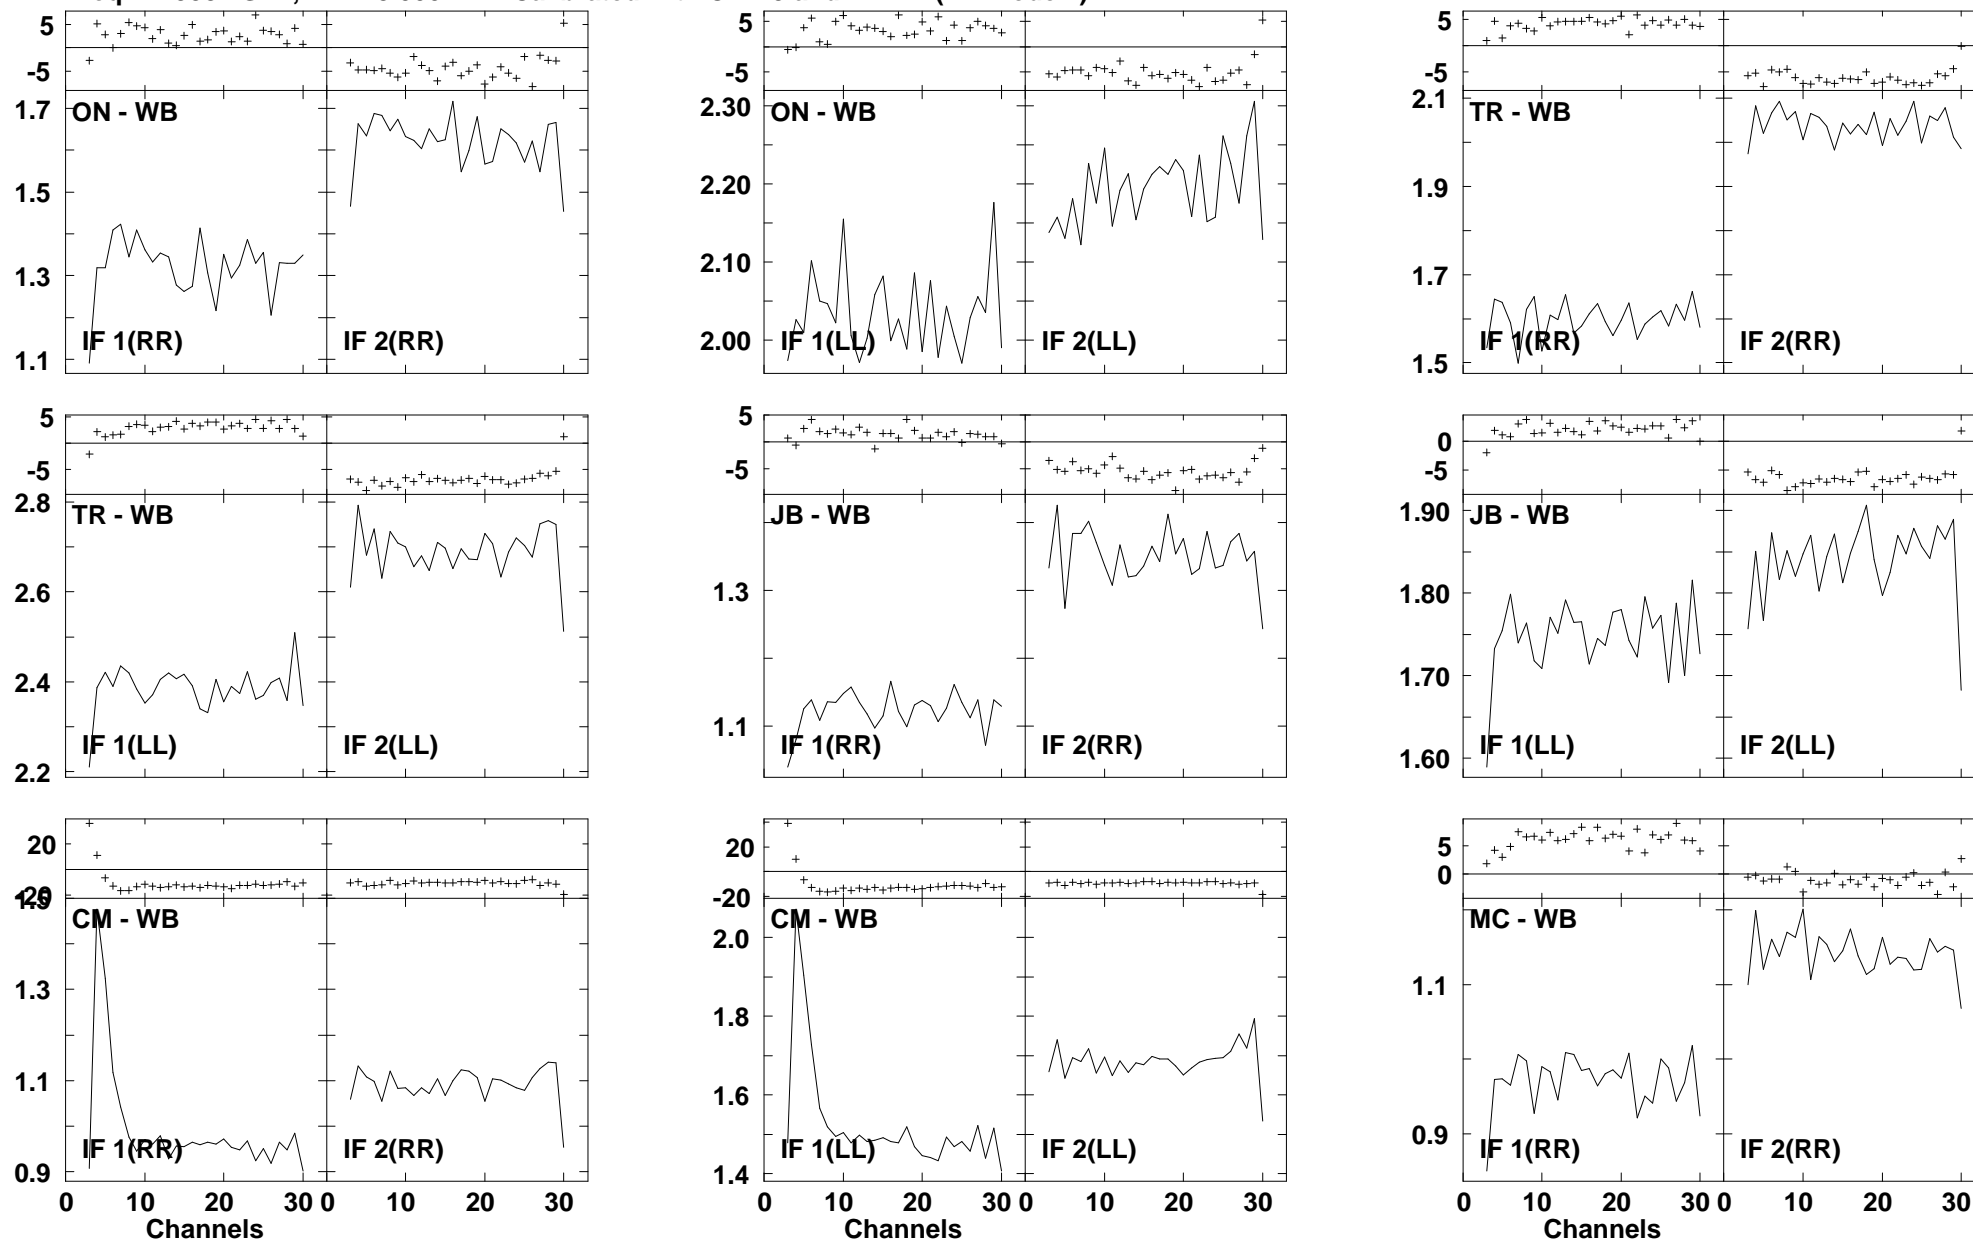 5
-5
1.7
1.5
1.3
1.1
ON - WB
IF 1(RR)
IF 2(RR)
5
-5
2.30
2.20
2.10
2.00
ON - WB
IF 1(LL)
IF 2(LL)
5
-5
2.1
1.9
1.7
1.5
TR - WB
IF 1(RR)
IF 2(RR)
5
-5
2.8
2.6
2.4
2.2
TR - WB
IF 1(LL)
IF 2(LL)
5
-5
1.3
1.1
JB - WB
IF 1(RR)
IF 2(RR)
0
-5
1.90
1.80
1.70
1.60
JB - WB
IF 1(LL)
IF 2(LL)
20
-20
1.5
1.3
1.1
0.9
CM - WB
IF 1(RR)
IF 2(RR)
0 10 20 30 0 10 20 30
Channels
20
-20
2.0
1.8
1.6
1.4
CM - WB
IF 1(LL)
IF 2(LL)
0 10 20 30 0 10 20 30
5
0
1.1
0.9
MC - WB
IF 1(RR)
IF 2(RR)
0 10 20 30 0 10 20 30
Channels